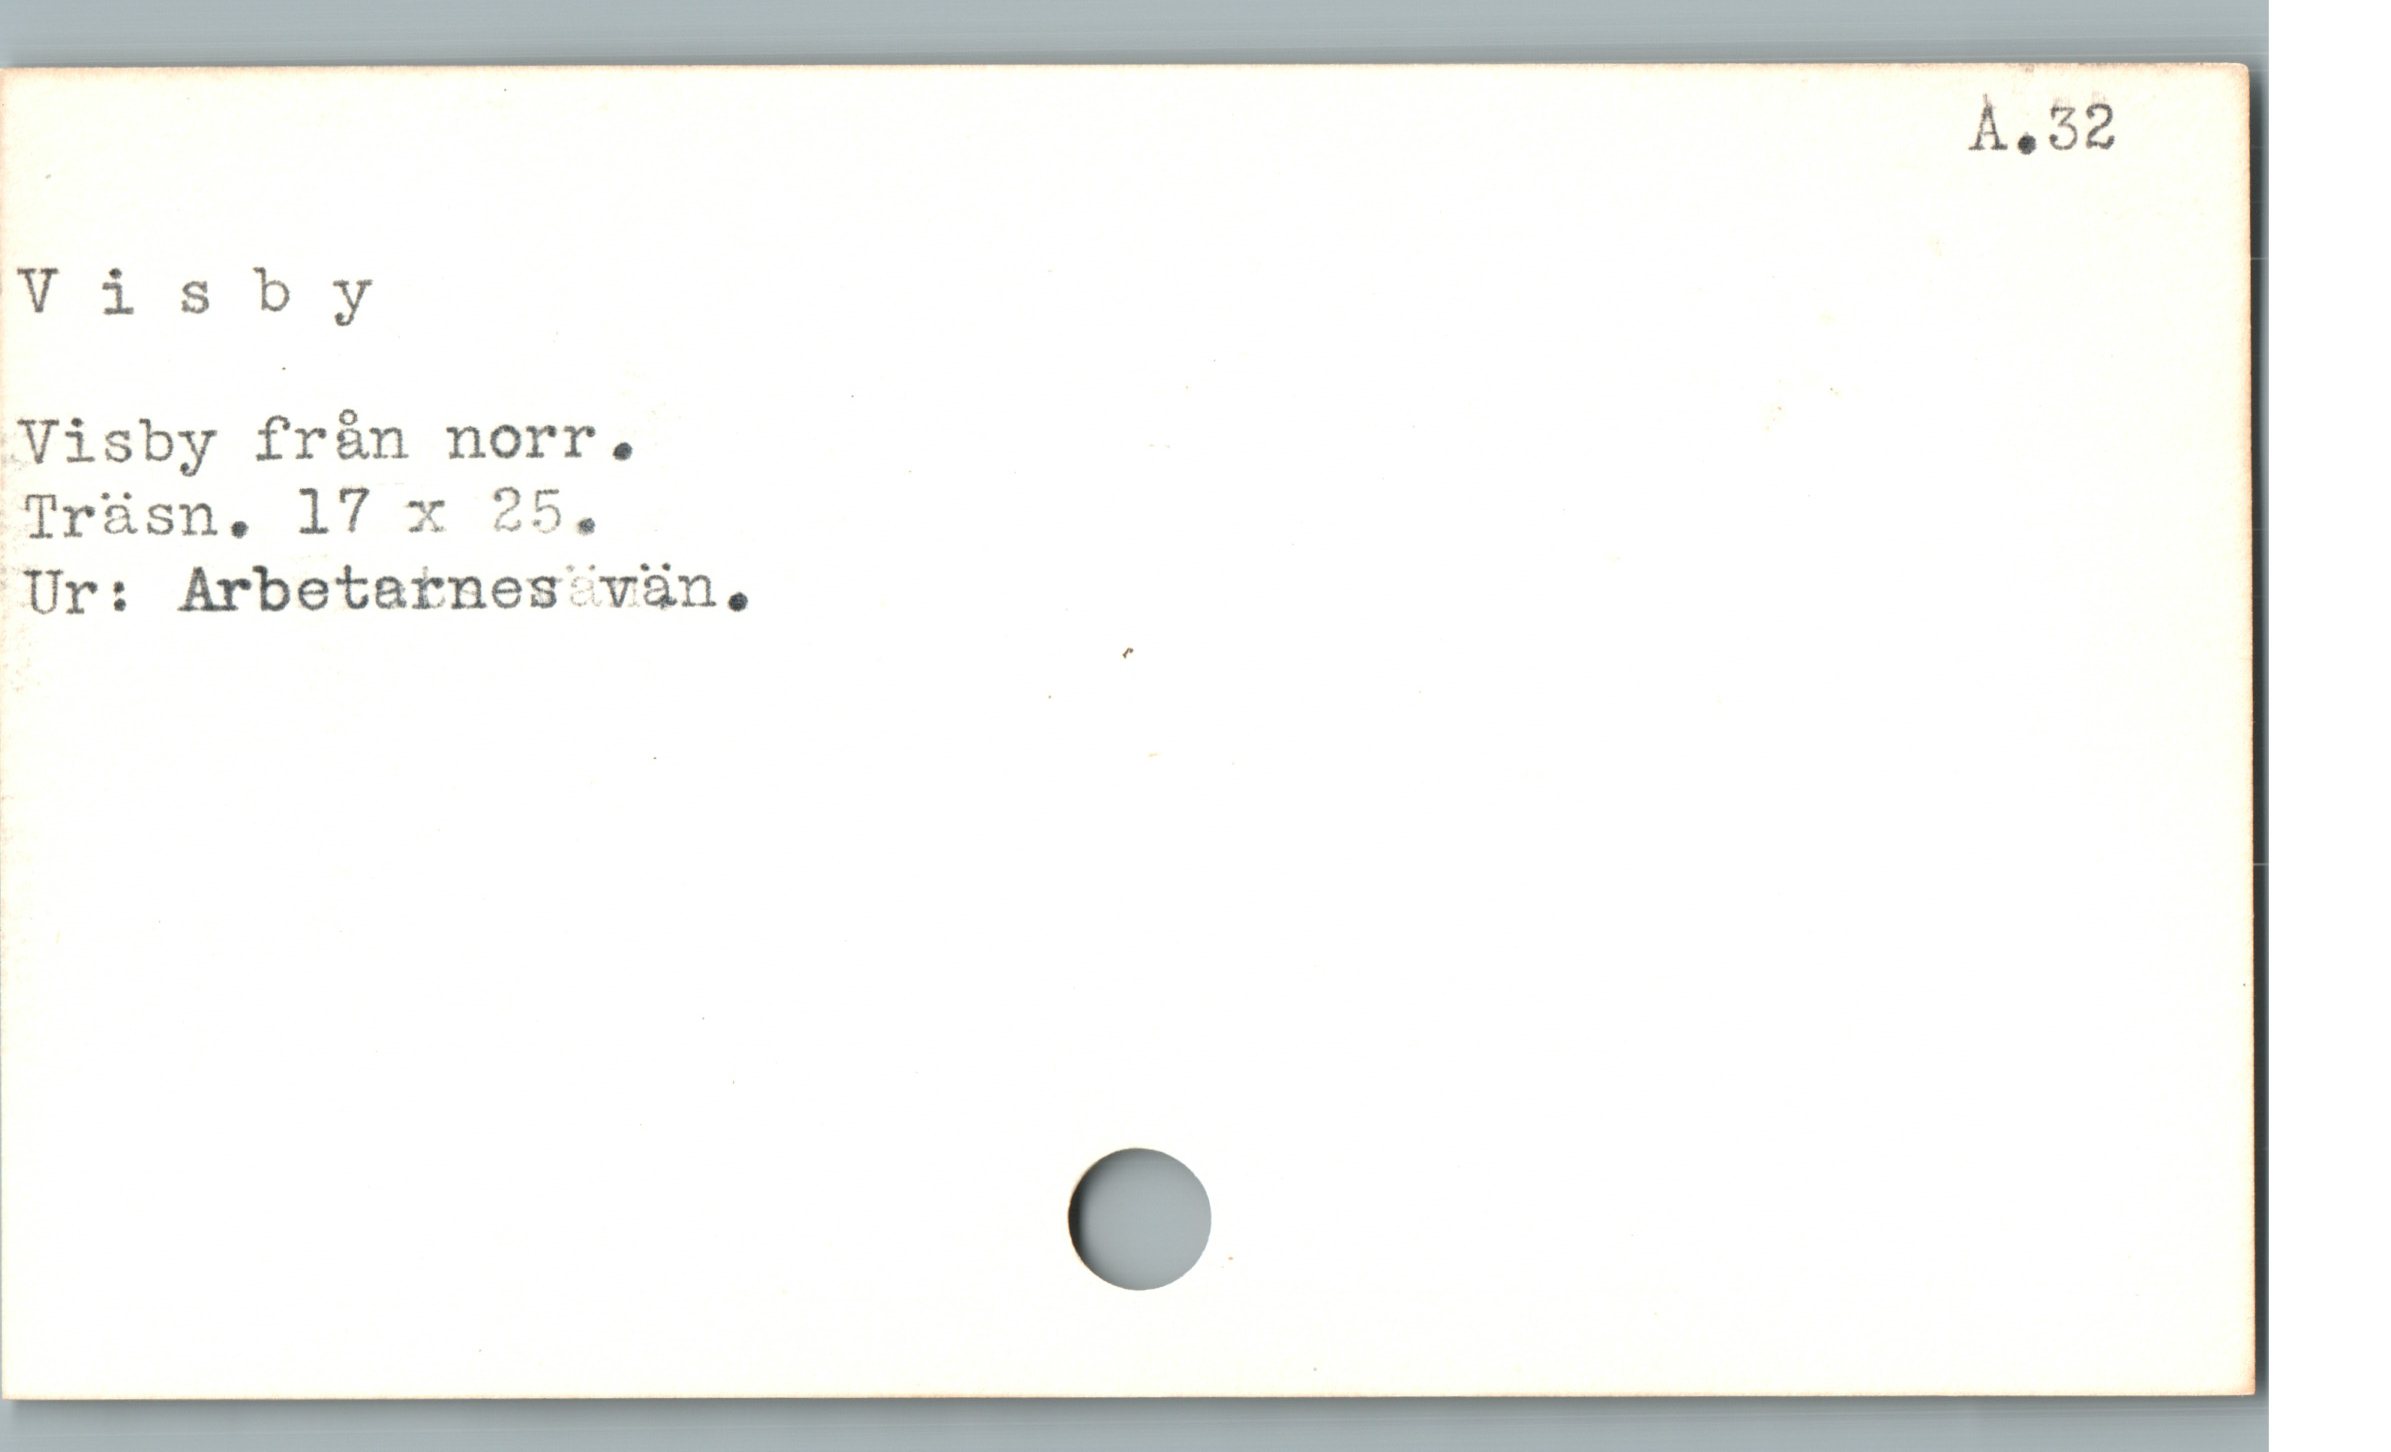 A.32
V i s b y
Visby från norr.
Träsn. 17 x 25.
Ur: Arbetarnes vän.